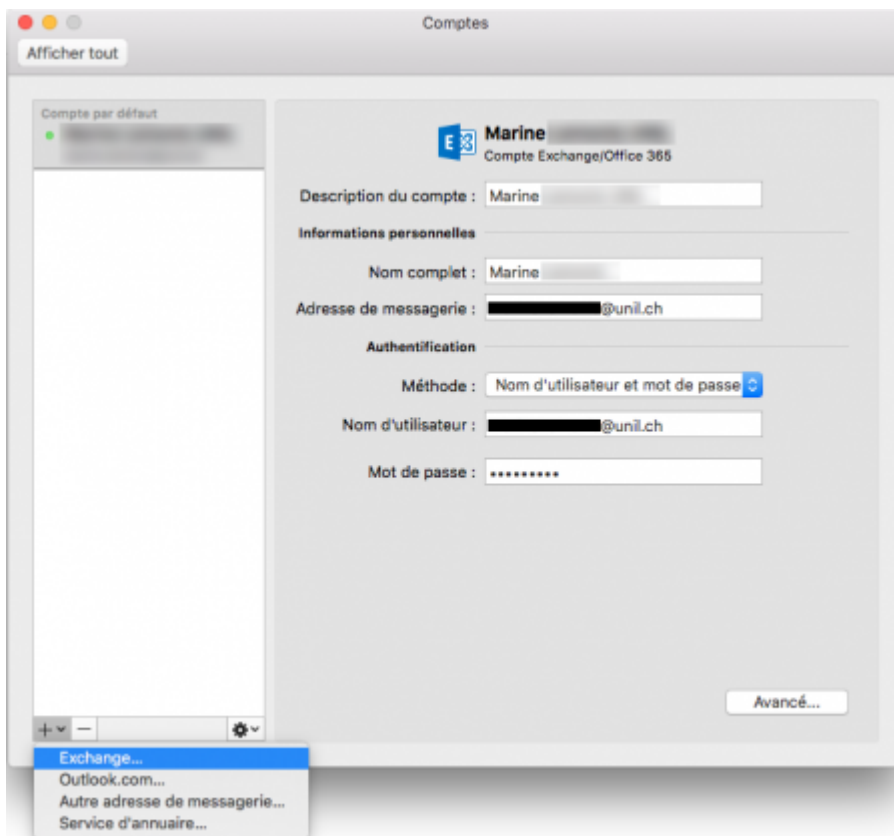 Comptes
Afficher tout
Compte par défaut
Marine
Compte Exchange/Office 365
Description du compte : Marine
Informations personnelles
Nom complet : Marine
Adresse de messagerie : @unil.ch
Authentification
Méthode : Nom d'utilisateur et mot de passe
Nom d'utilisateur : @unil.ch
Mot de passe : •••••••••
Avancé...
Exchange...
Outlook.com...
Autre adresse de messagerie...
Service d'annuaire...